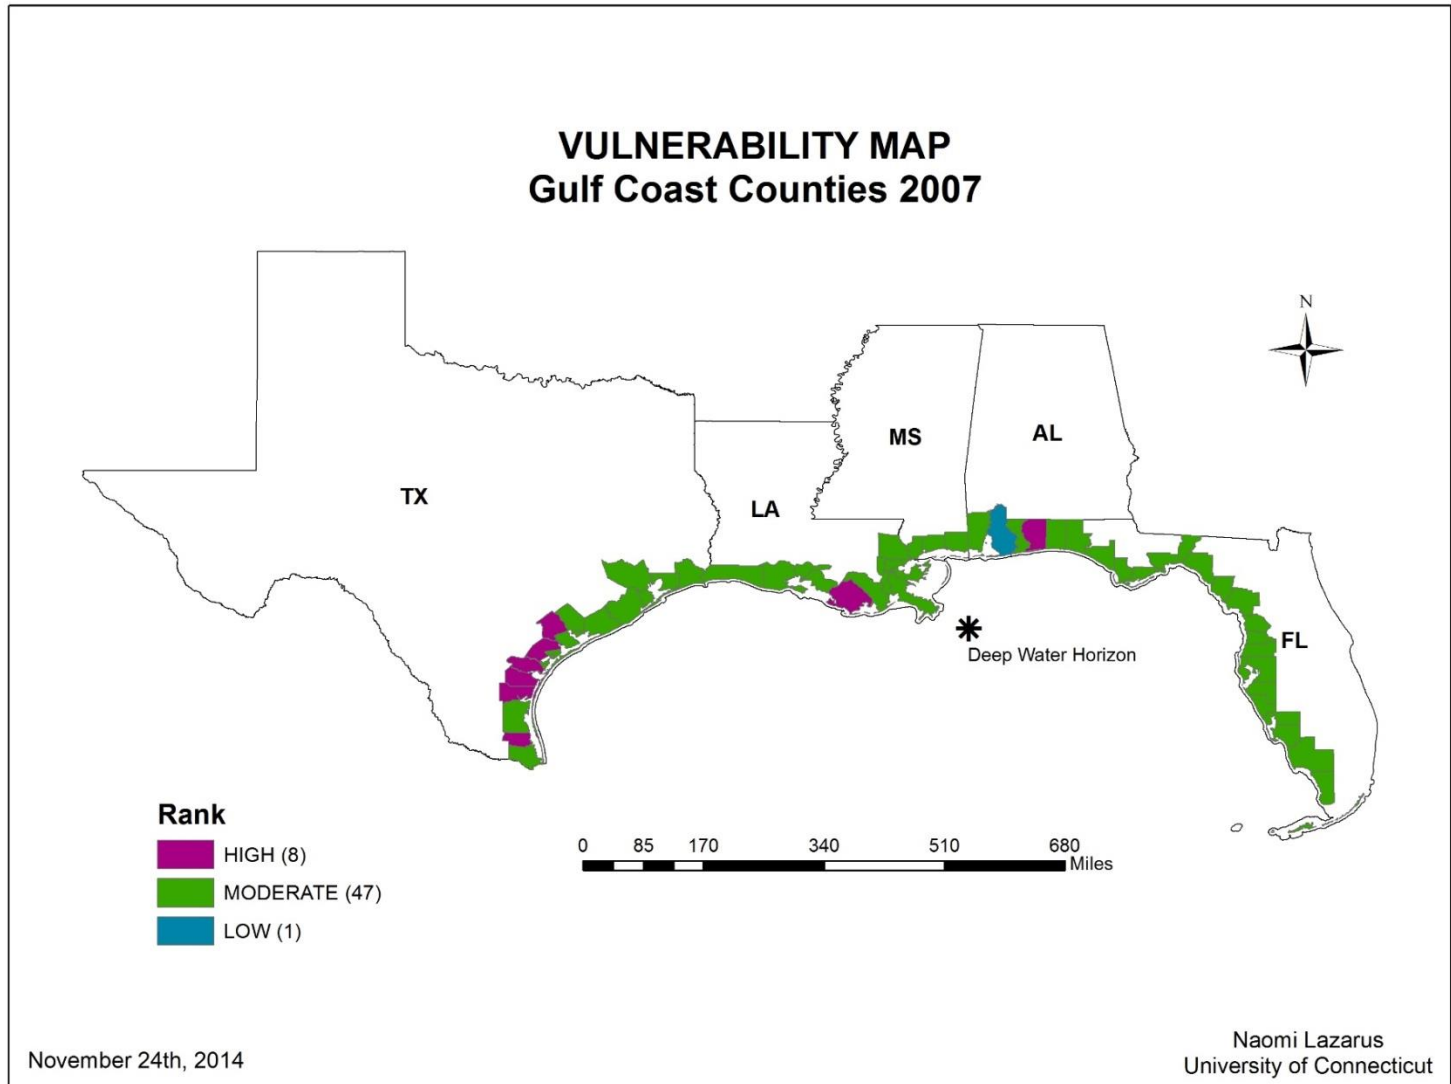 VULNERABILITY MAP
Gulf Coast Counties 2007
N
MS
AL
TX
LA
FL
Deep Water Horizon
Rank
HIGH (8)
MODERATE (47)
LOW (1)
0 85 170 340 510 680
Miles
November 24th, 2014
Naomi Lazarus
University of Connecticut